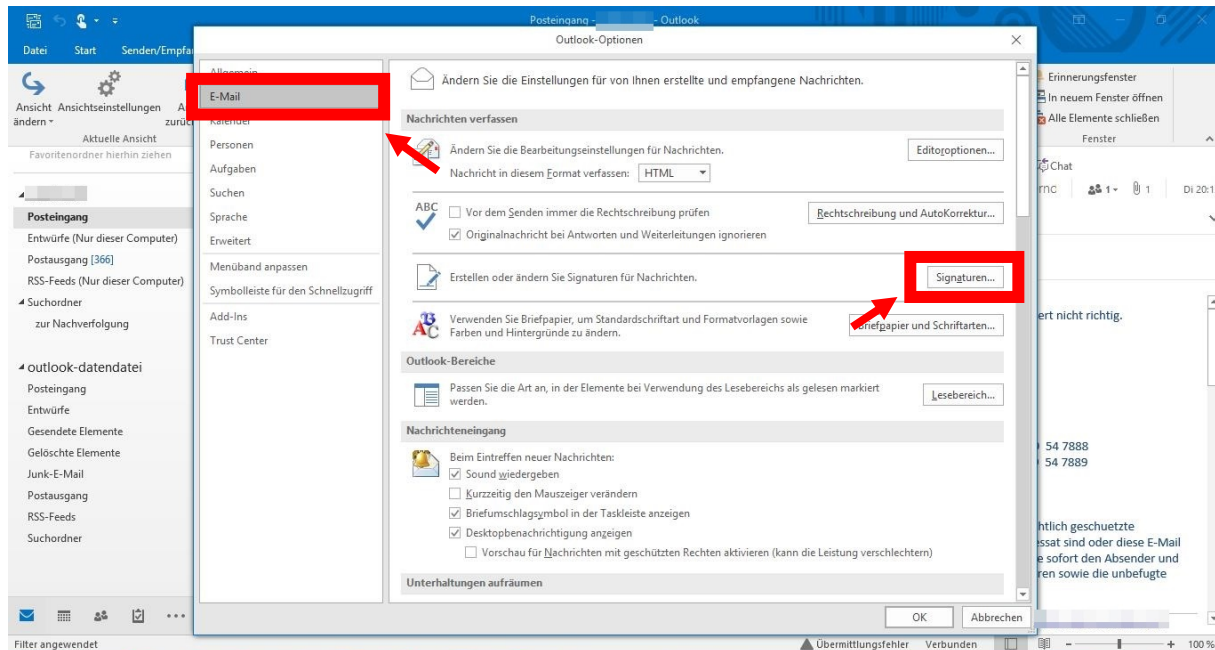 Posteingang - - Outlook
Datei Start Senden/Empfa
Outlook-Optionen
Ansicht ändern
Ansichtseinstellungen
zurüc
Aktuelle Ansicht
Favoritenordner hierhin ziehen
Posteingang
Entwürfe (Nur dieser Computer)
Postausgang [366]
RSS-Feeds (Nur dieser Computer)
Suchordner
zur Nachverfolgung
outlook-datendatei
Posteingang
Entwürfe
Gesendete Elemente
Gelöschte Elemente
Junk-E-Mail
Postausgang
RSS-Feeds
Suchordner
Allgemein
E-Mail
Kalender
Personen
Aufgaben
Suchen
Sprache
Erweitert
Menüband anpassen
Symbolleiste für den Schnellzugriff
Add-Ins
Trust Center
Ändern Sie die Einstellungen für von Ihnen erstellte und empfangene Nachrichten.
Nachrichten verfassen
Ändern Sie die Bearbeitungseinstellungen für Nachrichten.
Editoroptionen...
Nachricht in diesem Format verfassen: HTML
ABC
Vor dem Senden immer die Rechtschreibung prüfen
Rechtschreibung und AutoKorrektur...
Originalnachricht bei Antworten und Weiterleitungen ignorieren
Erstellen oder ändern Sie Signaturen für Nachrichten.
Signaturen...
Verwenden Sie Briefpapier, um Standardschriftart und Formatvorlagen sowie
Farben und Hintergründe zu ändern.
Briefpapier und Schriftarten...
Outlook-Bereiche
Passen Sie die Art an, in der Elemente bei Verwendung des Lesebereichs als gelesen markiert
werden.
Lesebereich...
Nachrichteneingang
Beim Eintreffen neuer Nachrichten:
Sound wiedergeben
Kurzzeitig den Mauszeiger verändern
Briefumschlagsymbol in der Taskleiste anzeigen
Desktopbenachrichtigung anzeigen
Vorschau für Nachrichten mit geschützten Rechten aktivieren (kann die Leistung verschlechtern)
Unterhaltungen aufräumen
OK Abbrechen
Erinnerungsfenster
In neuem Fenster öffnen
Alle Elemente schließen
Fenster
Chat
1 1 Di 20:1
ert nicht richtig.
54 7888
54 7889
htlich geschuetzte
essat sind oder diese E-Mail
e sofort den Absender und
ren sowie die unbefugte
Filter angewendet
Übermittlungsfehler Verbunden 100 %